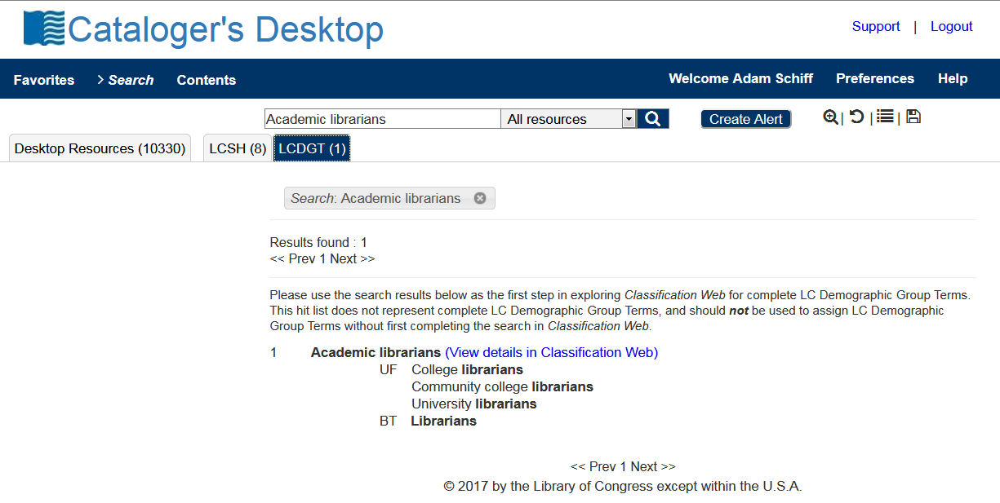 Cataloger's Desktop
Support | Logout
Favorites > Search Contents
Welcome Adam Schiff Preferences Help
Academic librarians All resources Create Alert | | |
Desktop Resources (10330) LCSH (8) LCDGT (1)
Search: Academic librarians
Results found : 1
<< Prev 1 Next >>
Please use the search results below as the first step in exploring Classification Web for complete LC Demographic Group Terms.
This hit list does not represent complete LC Demographic Group Terms, and should not be used to assign LC Demographic
Group Terms without first completing the search in Classification Web.
1 Academic librarians (View details in Classification Web)
UF College librarians
Community college librarians
University librarians
BT Librarians
<< Prev 1 Next >>
© 2017 by the Library of Congress except within the U.S.A.